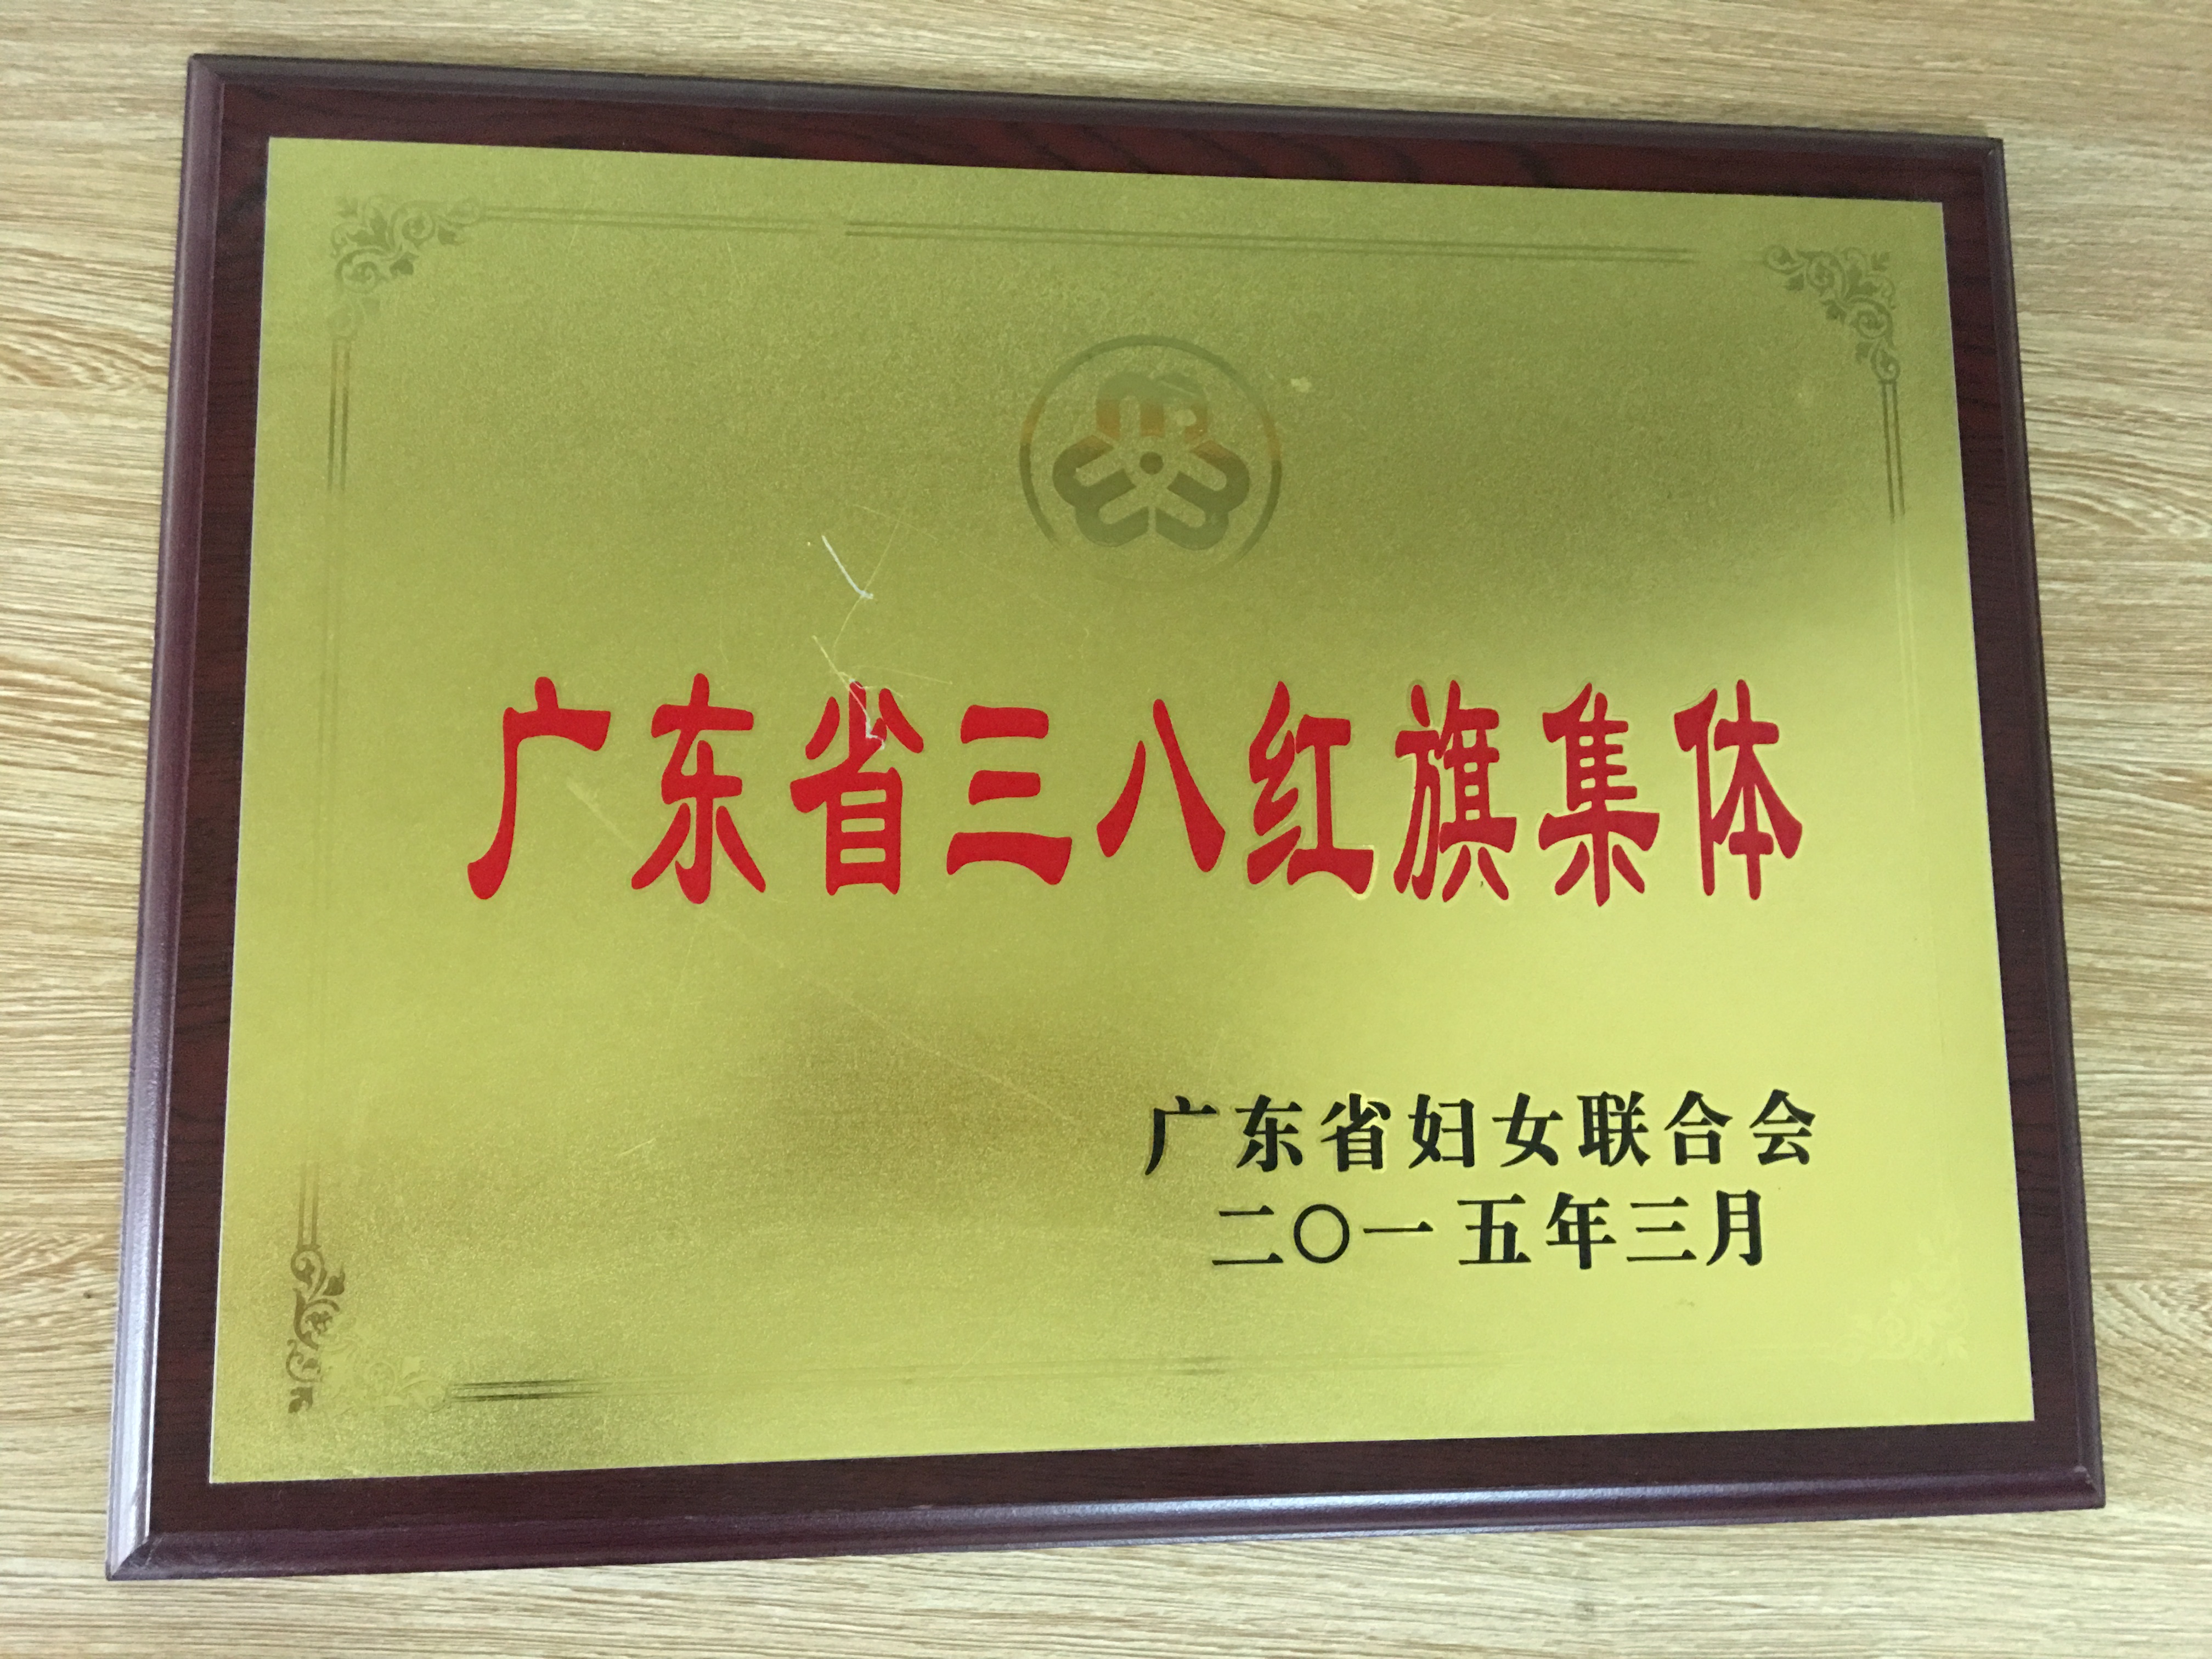 广东省三八红旗集体
广东省妇女联合会
二〇一五年三月